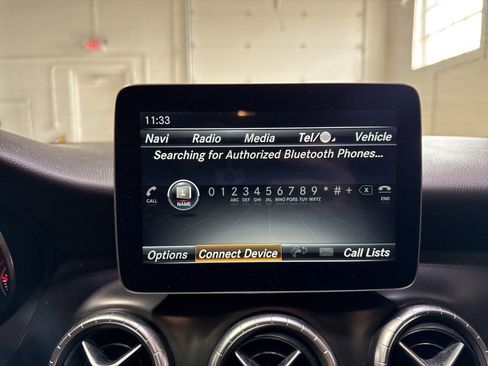 11:33
Navi Radio Media Tel/ Vehicle
Searching for Authorized Bluetooth Phones...
0 1 2 3 4 5 6 7 8 9 * # +
ABC DEF GHI JKL MNO PQRS TUV WXYZ
CALL NAME END
Options Connect Device Call Lists